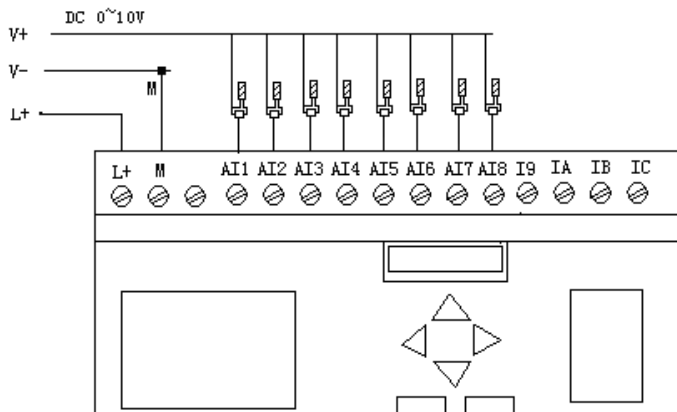 DC 0~10V
V+
V-
M
L+
L+ M AI1 AI2 AI3 AI4 AI5 AI6 AI7 AI8 I9 IA IB IC